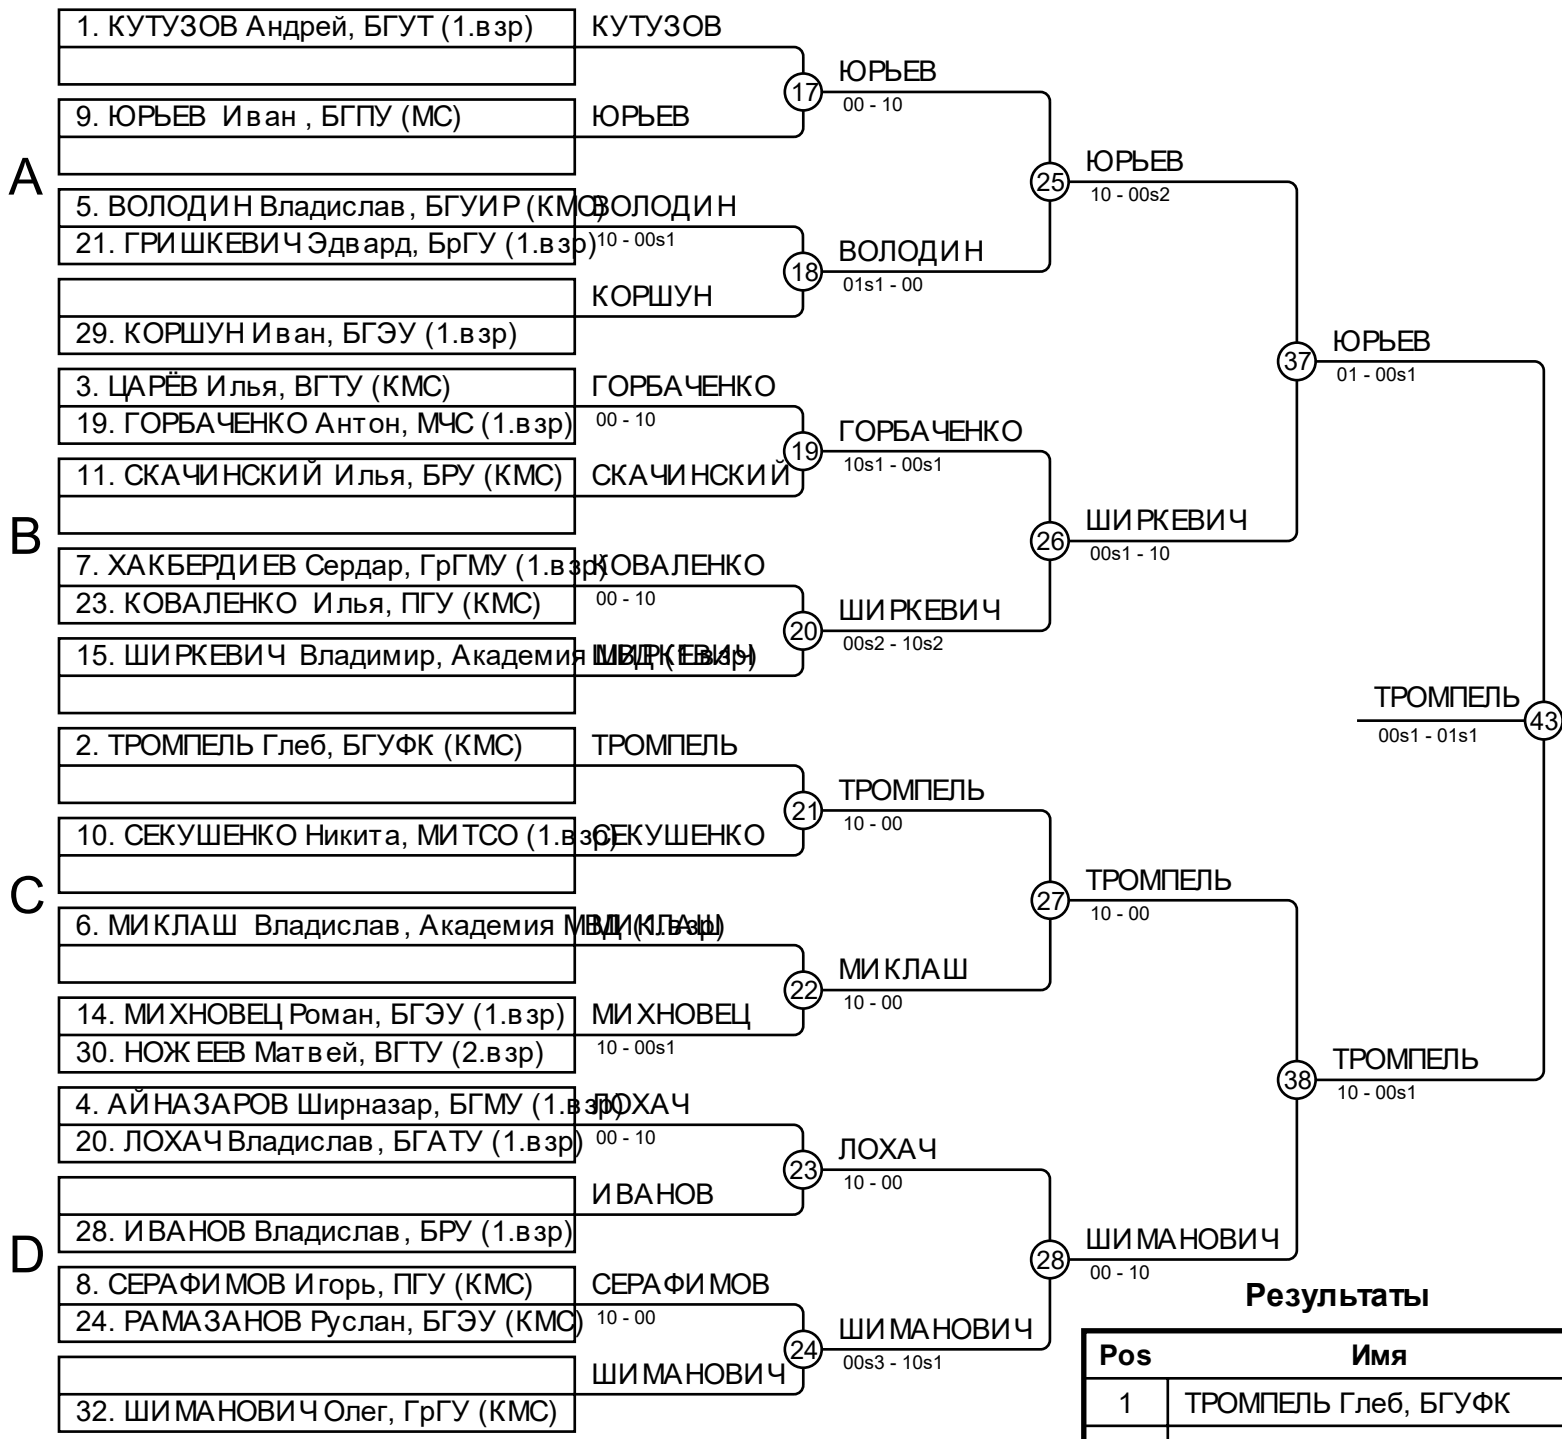 A
1. КУТУЗОВ Андрей, БГУТ (1.взр)
9. ЮРЬЕВ Иван , БГПУ (МС)
5. ВОЛОДИН Владислав, БГУИР (КМС)
21. ГРИШКЕВИЧ Эдвард, БрГУ (1.взр)
29. КОРШУН Иван, БГЭУ (1.взр)
B
3. ЦАРЁВ Илья, ВГТУ (КМС)
19. ГОРБАЧЕНКО Антон, МЧС (1.взр)
11. СКАЧИНСКИЙ Илья, БРУ (КМС)
7. ХАКБЕРДИЕВ Сердар, ГрГМУ (1.взр)
23. КОВАЛЕНКО Илья, ПГУ (КМС)
15. ШИРКЕВИЧ Владимир, Академия МВД (1.взр)
C
2. ТРОМПЕЛЬ Глеб, БГУФК (КМС)
10. СЕКУШЕНКО Никита, МИТСО (1.взр)
6. МИКЛАШ Владислав, Академия МВД (1.взр)
14. МИХНОВЕЦ Роман, БГЭУ (1.взр)
30. НОЖЕЕВ Матвей, ВГТУ (2.взр)
D
4. АЙНАЗАРОВ Ширназар, БГМУ (1.взр)
20. ЛОХАЧ Владислав, БГАТУ (1.взр)
28. ИВАНОВ Владислав, БРУ (1.взр)
8. СЕРАФИМОВ Игорь, ПГУ (КМС)
24. РАМАЗАНОВ Руслан, БГЭУ (КМС)
32. ШИМАНОВИЧ Олег, ГрГУ (КМС)
КУТУЗОВ
ЮРЬЕВ
ВОЛОДИН
10 - 00s1
КОРШУН
ГОРБАЧЕНКО
00 - 10
СКАЧИНСКИЙ
КОВАЛЕНКО
00 - 10
ШИРКЕВИЧ
ТРОМПЕЛЬ
СЕКУШЕНКО
МИКЛАШ
МИХНОВЕЦ
10 - 00s1
ЛОХАЧ
00 - 10
ИВАНОВ
СЕРАФИМОВ
10 - 00
ШИМАНОВИЧ
17
ЮРЬЕВ
00 - 10
18
ВОЛОДИН
01s1 - 00
19
ГОРБАЧЕНКО
10s1 - 00s1
20
ШИРКЕВИЧ
00s2 - 10s2
21
ТРОМПЕЛЬ
10 - 00
22
МИКЛАШ
10 - 00
23
ЛОХАЧ
10 - 00
24
ШИМАНОВИЧ
00s3 - 10s1
25
ЮРЬЕВ
10 - 00s2
26
ШИРКЕВИЧ
00s1 - 10
27
ТРОМПЕЛЬ
10 - 00
28
ШИМАНОВИЧ
00 - 10
37
ЮРЬЕВ
01 - 00s1
38
ТРОМПЕЛЬ
10 - 00s1
43
ТРОМПЕЛЬ
00s1 - 01s1
Результаты
Pos Имя
1 ТРОМПЕЛЬ Глеб, БГУФК